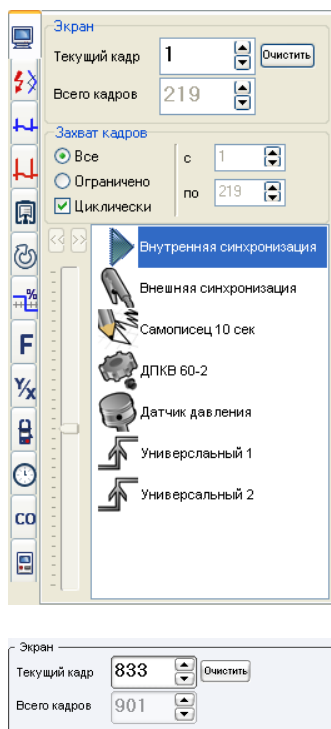 Экран
Текущий кадр 1 Очистить
Всего кадров 219
Захват кадров
Все с 1
Ограничено
по 219
Циклически
<< >>
Внутренняя синхронизация
Внешняя синхронизация
%
Самописец 10 сек
F
ДПКВ 60-2
Y/X
Датчик давления
Универслаьный 1
Универсальный 2
CO
Экран
Текущий кадр 833 Очистить
Всего кадров 901